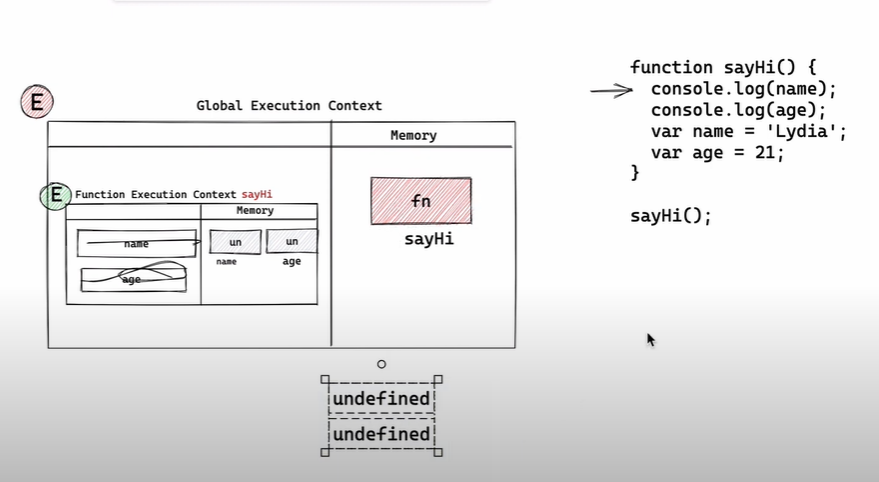 E
Global Execution Context
Memory
E
Function Execution Context sayHi
Memory
name
un
un
name
age
age
fn
sayHi
undefined
undefined
function sayHi() {
console.log(name);
console.log(age);
var name = 'Lydia';
var age = 21;
}
sayHi();